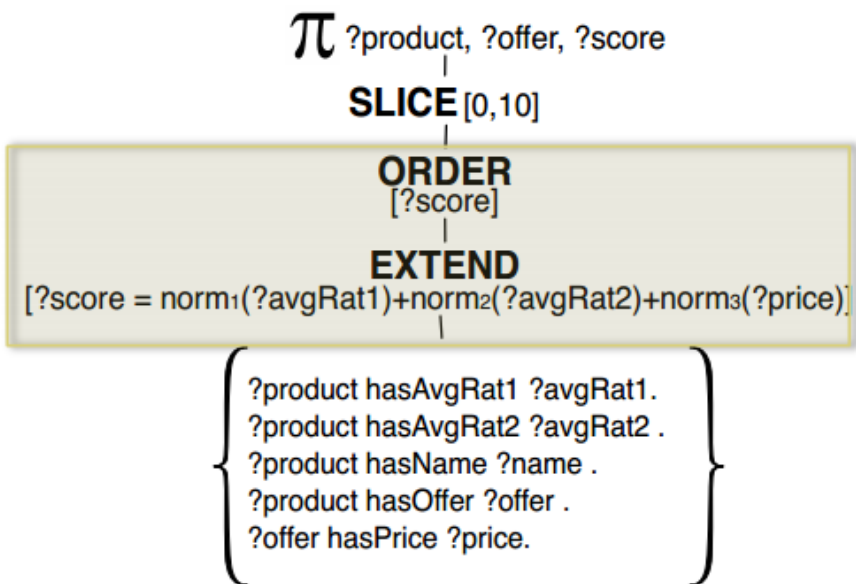 π ?product, ?offer, ?score
SLICE [0,10]
ORDER
[?score]
EXTEND
[?score = norm₁(?avgRat1)+norm₂(?avgRat2)+norm₃(?price)]
?product hasAvgRat1 ?avgRat1.
?product hasAvgRat2 ?avgRat2 .
?product hasName ?name .
?product hasOffer ?offer .
?offer hasPrice ?price.